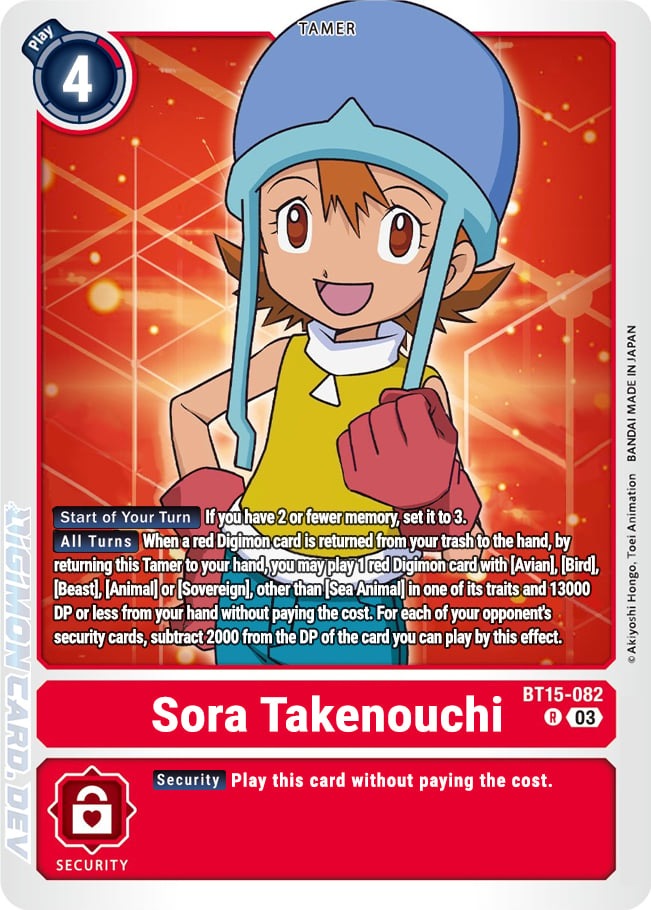 Play
4
TAMER
Start of Your Turn If you have 2 or fewer memory, set it to 3.
All Turns When a red Digimon card is returned from your trash to the hand, by
returning this Tamer to your hand, you may play 1 red Digimon card with [Avian], [Bird],
[Beast], [Animal] or [Sovereign], other than [Sea Animal] in one of its traits and 13000
DP or less from your hand without paying the cost. For each of your opponent's
security cards, subtract 2000 from the DP of the card you can play by this effect.
© Akiyoshi Hongo, Toei Animation BANDAI MADE IN JAPAN
DIGIMONCARD.DEV
BT15-082
Sora Takenouchi
R 03
Security Play this card without paying the cost.
SECURITY